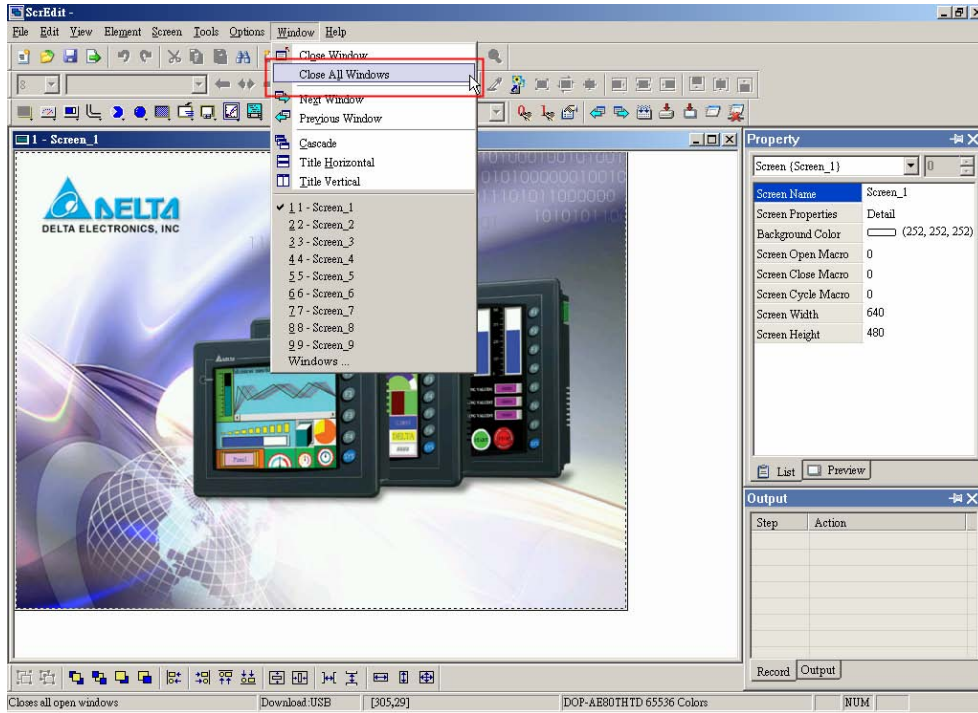 ScrEdit -
File Edit View Element Screen Tools Options Window Help
Close Window
Close All Windows
Next Window
Previous Window
Cascade
Title Horizontal
Title Vertical
1 1 - Screen_1
2 2 - Screen_2
3 3 - Screen_3
4 4 - Screen_4
5 5 - Screen_5
6 6 - Screen_6
7 7 - Screen_7
8 8 - Screen_8
9 9 - Screen_9
Windows ...
8
1 - Screen_1
DELTA
DELTA ELECTRONICS, INC
DELTA
START
Property
Screen {Screen_1}
0
Screen Name Screen_1
Screen Properties Detail
Background Color (252, 252, 252)
Screen Open Macro 0
Screen Close Macro 0
Screen Cycle Macro 0
Screen Width 640
Screen Height 480
List Preview
Output
Step Action
Record Output
Closes all open windows Download:USB [305,29] DOP-AE80THTD 65536 Colors NUM